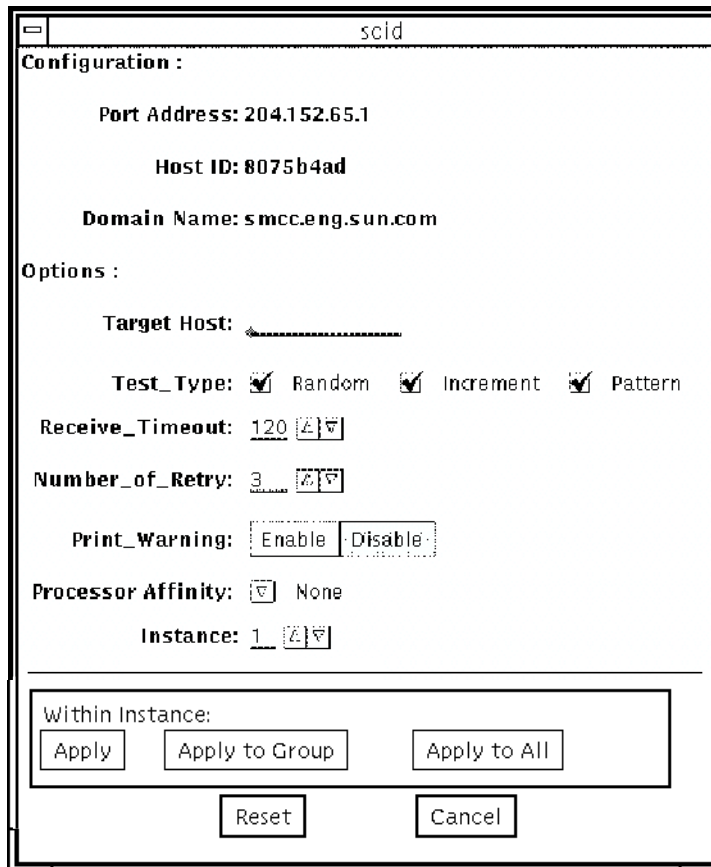 scid
Configuration :
Port Address: 204.152.65.1
Host ID: 8075b4ad
Domain Name: smcc.eng.sun.com
Options :
Target Host:
Test_Type: Random Increment Pattern
Receive_Timeout: 120
Number_of_Retry: 3
Print_Warning: Enable Disable
Processor Affinity: None
Instance: 1
Within Instance:
Apply Apply to Group Apply to All
Reset Cancel